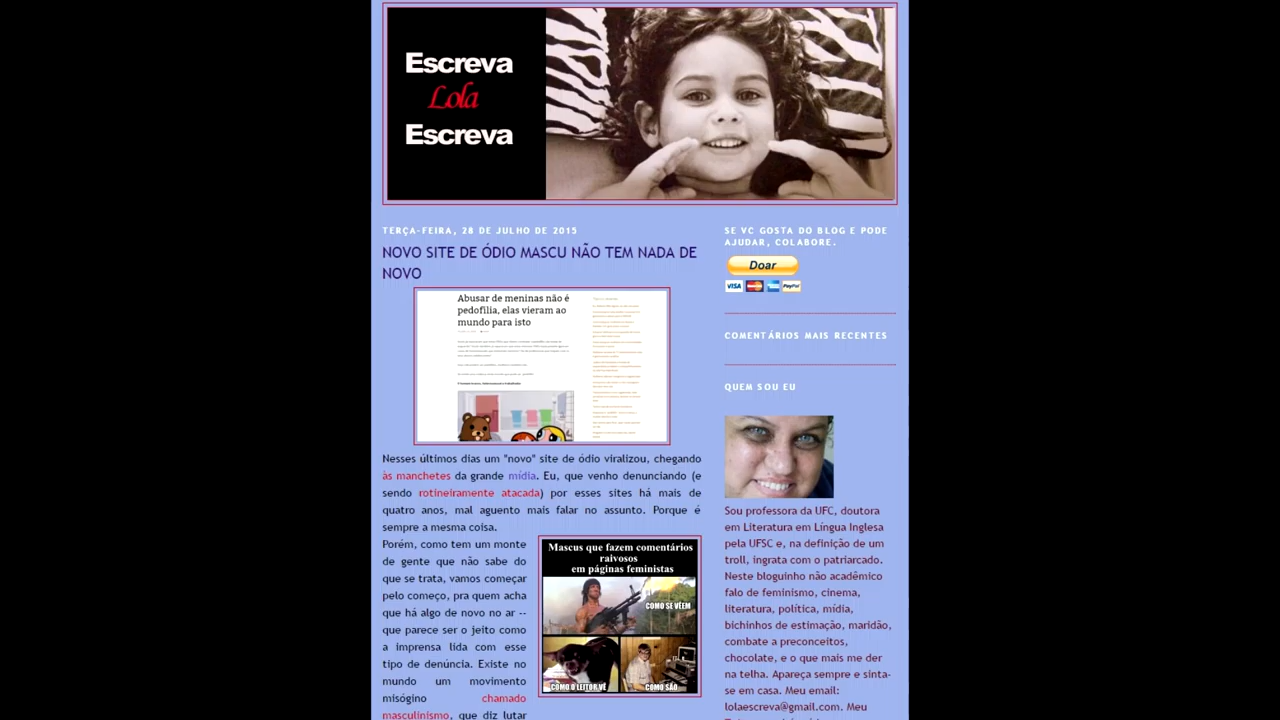 Escreva
Lola
Escreva
TERÇA-FEIRA, 28 DE JULHO DE 2015
NOVO SITE DE ÓDIO MASCU NÃO TEM NADA DE
NOVO
Abusar de meninas não é
pedofilia, elas vieram ao
mundo para isto
Nesses últimos dias um "novo" site de ódio viralizou, chegando
às manchetes da grande mídia. Eu, que venho denunciando (e
sendo rotineiramente atacada) por esses sites há mais de
quatro anos, mal aguento mais falar no assunto. Porque é
sempre a mesma coisa.
Porém, como tem um monte
de gente que não sabe do
que se trata, vamos começar
pelo começo, pra quem acha
que há algo de novo no ar --
que parece ser o jeito como
a imprensa lida com esse
tipo de denúncia. Existe no
mundo um movimento
misógino chamado
masculinismo, que diz lutar
Mascus que fazem comentários
raivosos
em páginas feministas
COMO SE VÊEM
COMO O LEITOR VÊ
COMO SÃO
SE VC GOSTA DO BLOG E PODE
AJUDAR, COLABORE.
Doar
VISA
PayPal
COMENTÁRIOS MAIS RECENTES
QUEM SOU EU
Sou professora da UFC, doutora
em Literatura em Língua Inglesa
pela UFSC e, na definição de um
troll, ingrata com o patriarcado.
Neste bloguinho não acadêmico
falo de feminismo, cinema,
literatura, política, mídia,
bichinhos de estimação, maridão,
combate a preconceitos,
chocolate, e o que mais me der
na telha. Apareça sempre e sinta-
se em casa. Meu email:
lolaescreva@gmail.com. Meu